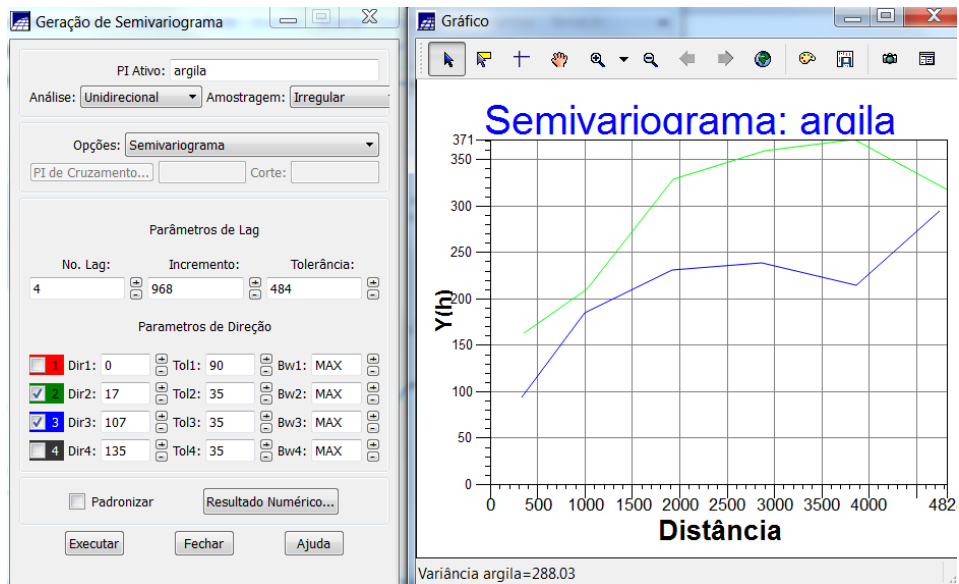 Geração de Semivariograma
PI Ativo: argila
Análise: Unidirecional Amostragem: Irregular
Opções: Semivariograma
PI de Cruzamento... Corte:
Parâmetros de Lag
No. Lag: Incremento: Tolerância:
4 968 484
Parametros de Direção
1 Dir1: 0 Tol1: 90 Bw1: MAX
2 Dir2: 17 Tol2: 35 Bw2: MAX
3 Dir3: 107 Tol3: 35 Bw3: MAX
4 Dir4: 135 Tol4: 35 Bw4: MAX
Padronizar Resultado Numérico...
Executar Fechar Ajuda
Gráfico
Semivariograma: argila
371
350
300
250
200
150
100
50
0
Y(h)
0 500 1000 1500 2000 2500 3000 3500 4000 482
Distância
Variância argila=288.03